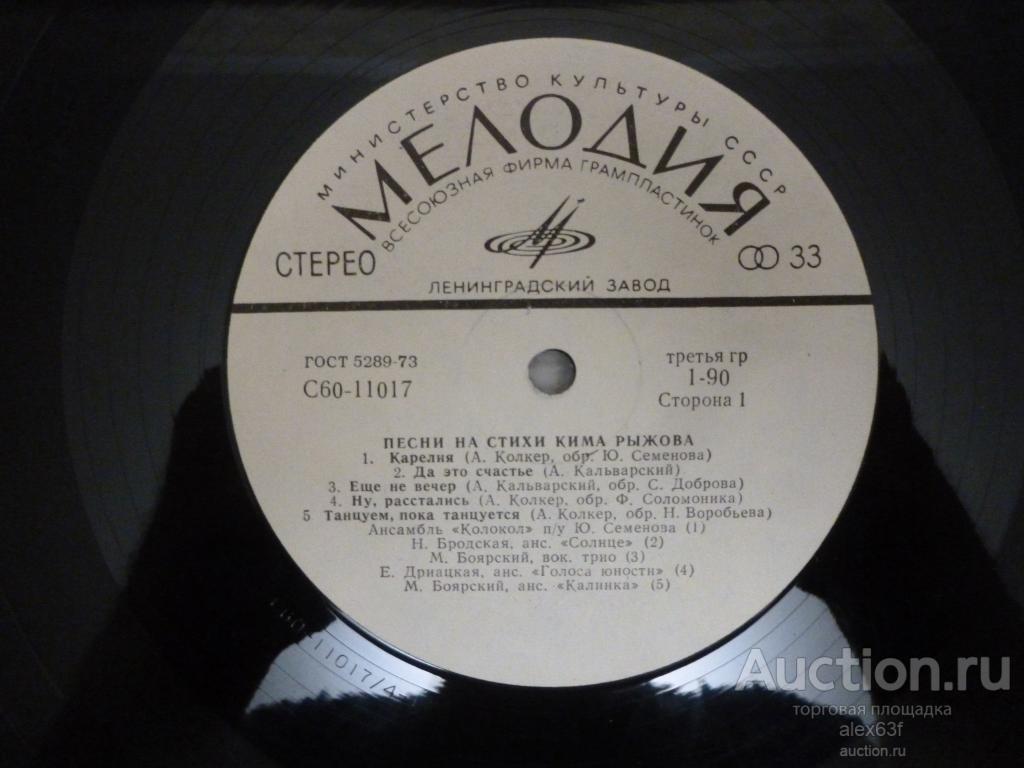 МИНИСТЕРСТВО КУЛЬТУРЫ СССР
МЕЛОДИЯ
ВСЕСОЮЗНАЯ ФИРМА ГРАМПЛАСТИНОК
СТЕРЕО
33
ЛЕНИНГРАДСКИЙ ЗАВОД
ГОСТ 5289-73
третья гр
С60-11017
1-90
Сторона 1
ПЕСНИ НА СТИХИ КИМА РЫЖОВА
1. Карелия (А. Колкер, обр. Ю. Семенова)
2. Да это счастье (А. Кальварский)
3. Еще не вечер (А. Кальварский, обр. С. Доброва)
4. Ну, расстались (А. Колкер, обр. Ф. Соломоника)
5 Танцуем, пока танцуется (А. Колкер, обр. Н. Воробьева)
Ансамбль «Колокол» п/у Ю. Семенова (1)
Н. Бродская, анс. «Солнце» (2)
М. Боярский, вок. трио (3)
Е. Дриацкая, анс. «Голоса юности» (4)
М. Боярский, анс. «Калинка» (5)
11017/4
Auction.ru
торговая площадка
alex63f
auction.ru